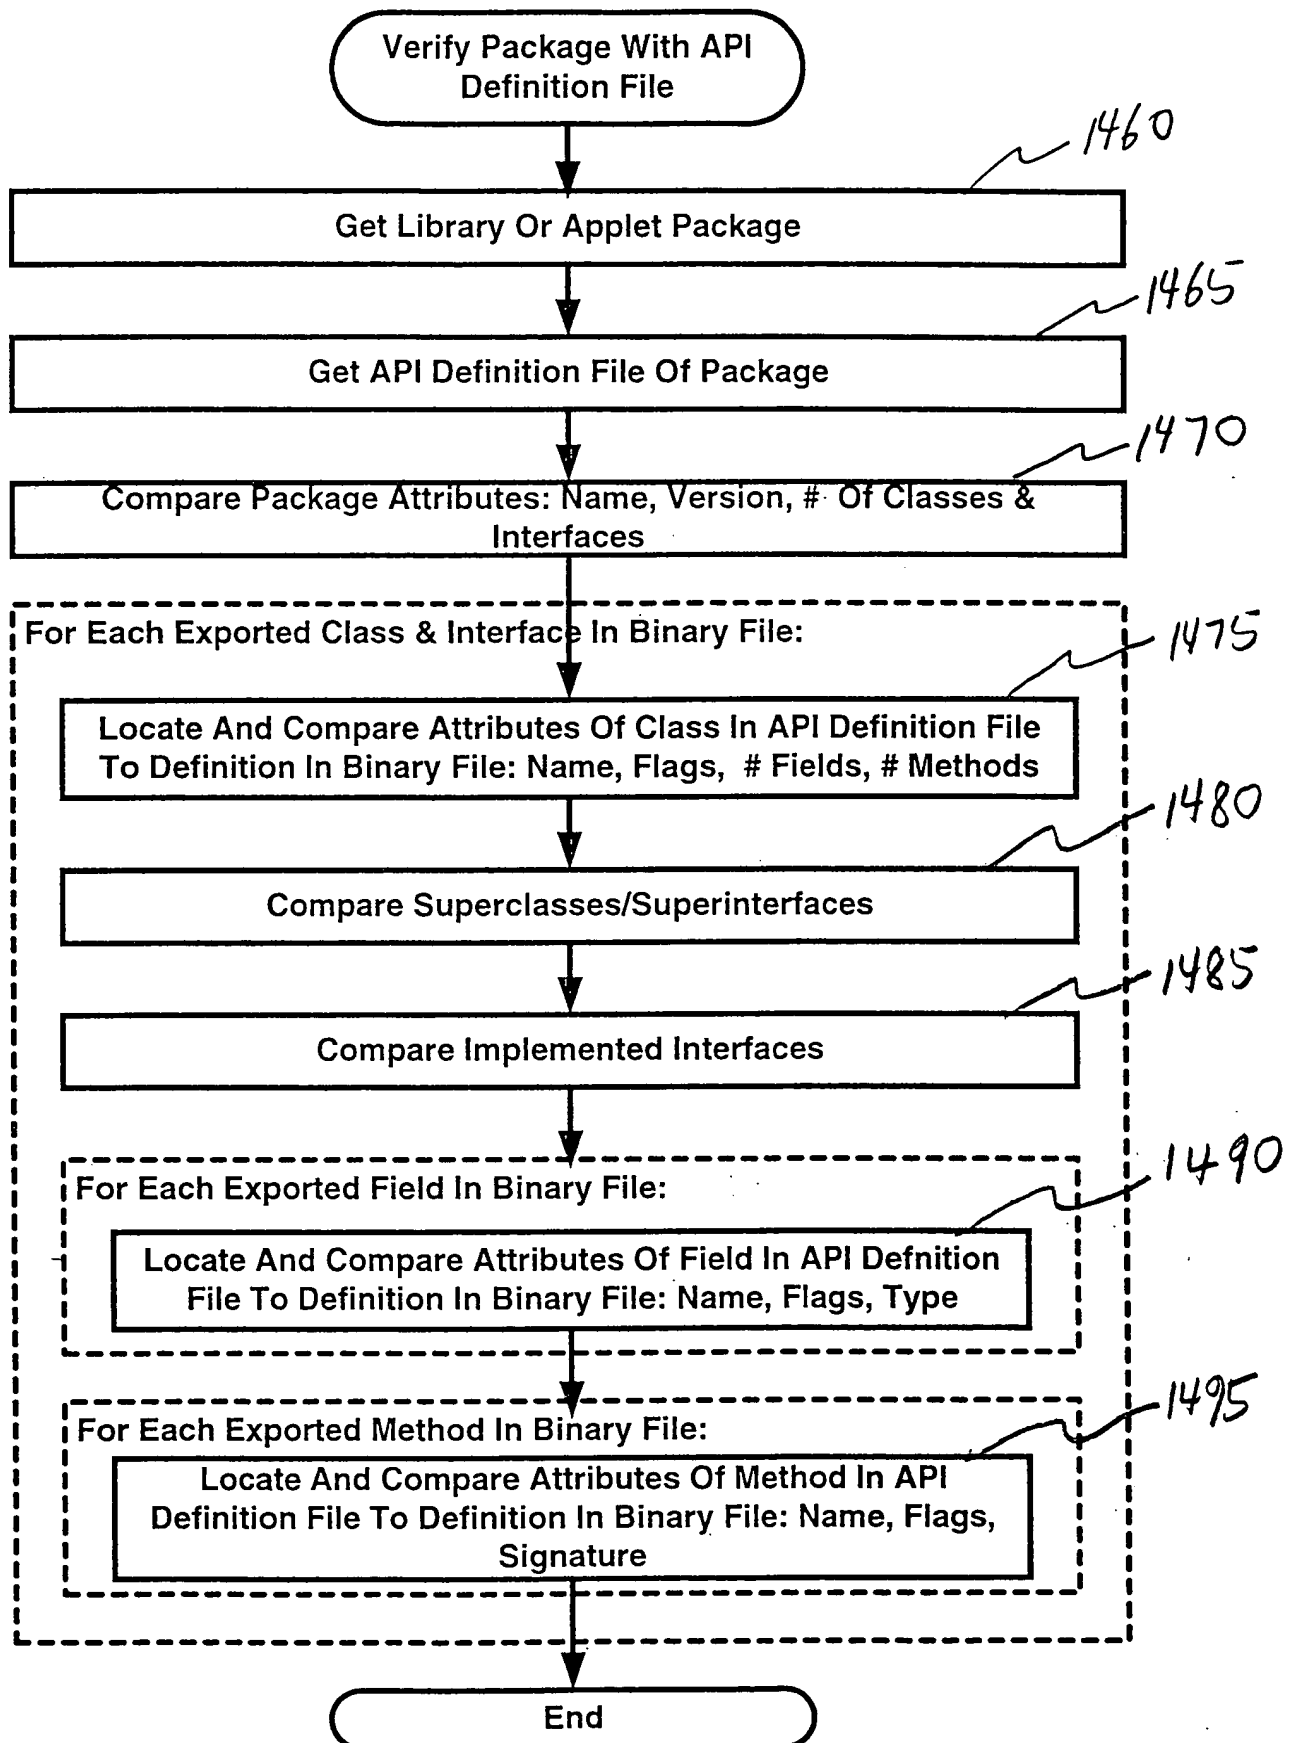 Verify Package With API
Definition File
1460
Get Library Or Applet Package
1465
Get API Definition File Of Package
1470
Compare Package Attributes: Name, Version, # Of Classes &
Interfaces
For Each Exported Class & Interface In Binary File:
1475
Locate And Compare Attributes Of Class In API Definition File
To Definition In Binary File: Name, Flags, # Fields, # Methods
1480
Compare Superclasses/Superinterfaces
1485
Compare Implemented Interfaces
1490
For Each Exported Field In Binary File:
Locate And Compare Attributes Of Field In API Defnition
File To Definition In Binary File: Name, Flags, Type
1495
For Each Exported Method In Binary File:
Locate And Compare Attributes Of Method In API
Definition File To Definition In Binary File: Name, Flags,
Signature
End